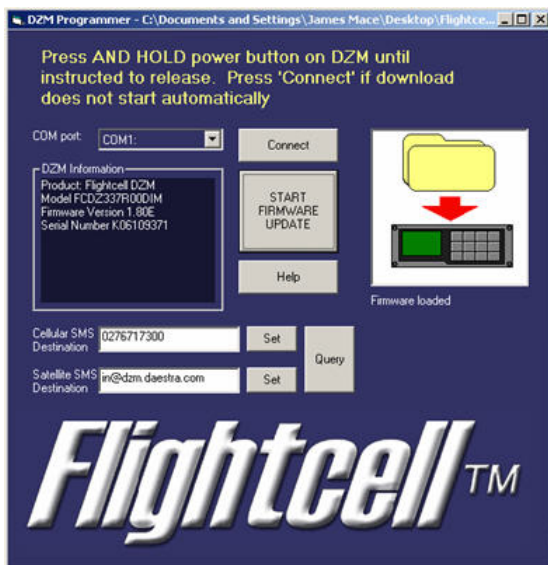 DZM Programmer - C:\Documents and Settings\James Mace\Desktop\Flightce...
Press AND HOLD power button on DZM until
instructed to release. Press 'Connect' if download
does not start automatically
COM port: COM1:
Connect
DZM Information
Product: Flightcell DZM
Model FCDZ337R00DIM
Firmware Version 1.80E
Serial Number K06109371
START
FIRMWARE
UPDATE
Help
Firmware loaded
Cellular SMS
Destination
0276717300
Set
Query
Satellite SMS
Destination
in@dzm.daestra.com
Set
Flightcell™